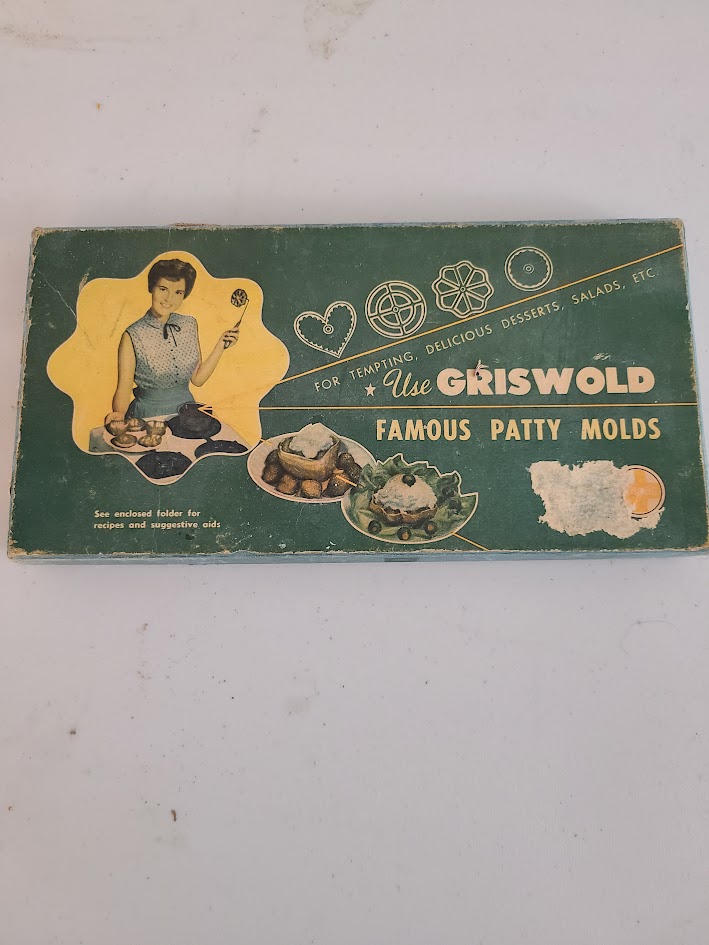 FOR TEMPTING, DELICIOUS DESSERTS, SALADS, ETC.
Use GRISWOLD
FAMOUS PATTY MOLDS
See enclosed folder for
recipes and suggestive aids